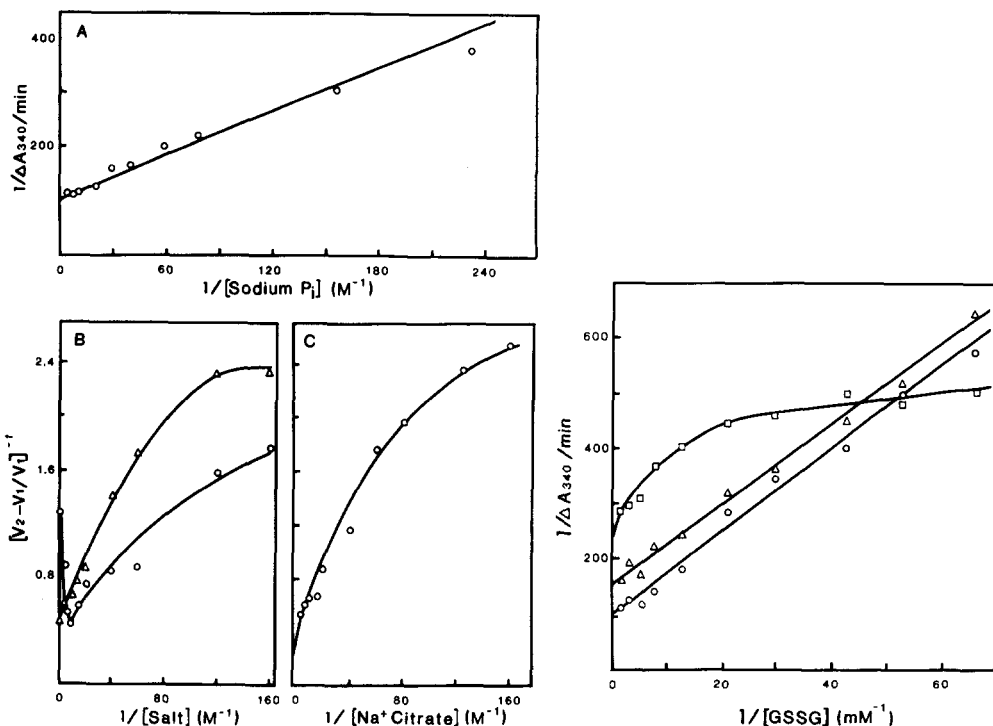 A
400
200
1/ΔA340/min
0
60
120
180
240
1/[Sodium Pi] (M⁻¹)
B
2.4
1.6
0.8
[V2-V1/V1]⁻¹
0
80
160
1/[Salt] (M⁻¹)
C
0
80
160
1/[Na⁺Citrate] (M⁻¹)
600
400
200
1/ΔA340/min
0
20
40
60
1/[GSSG] (mM⁻¹)